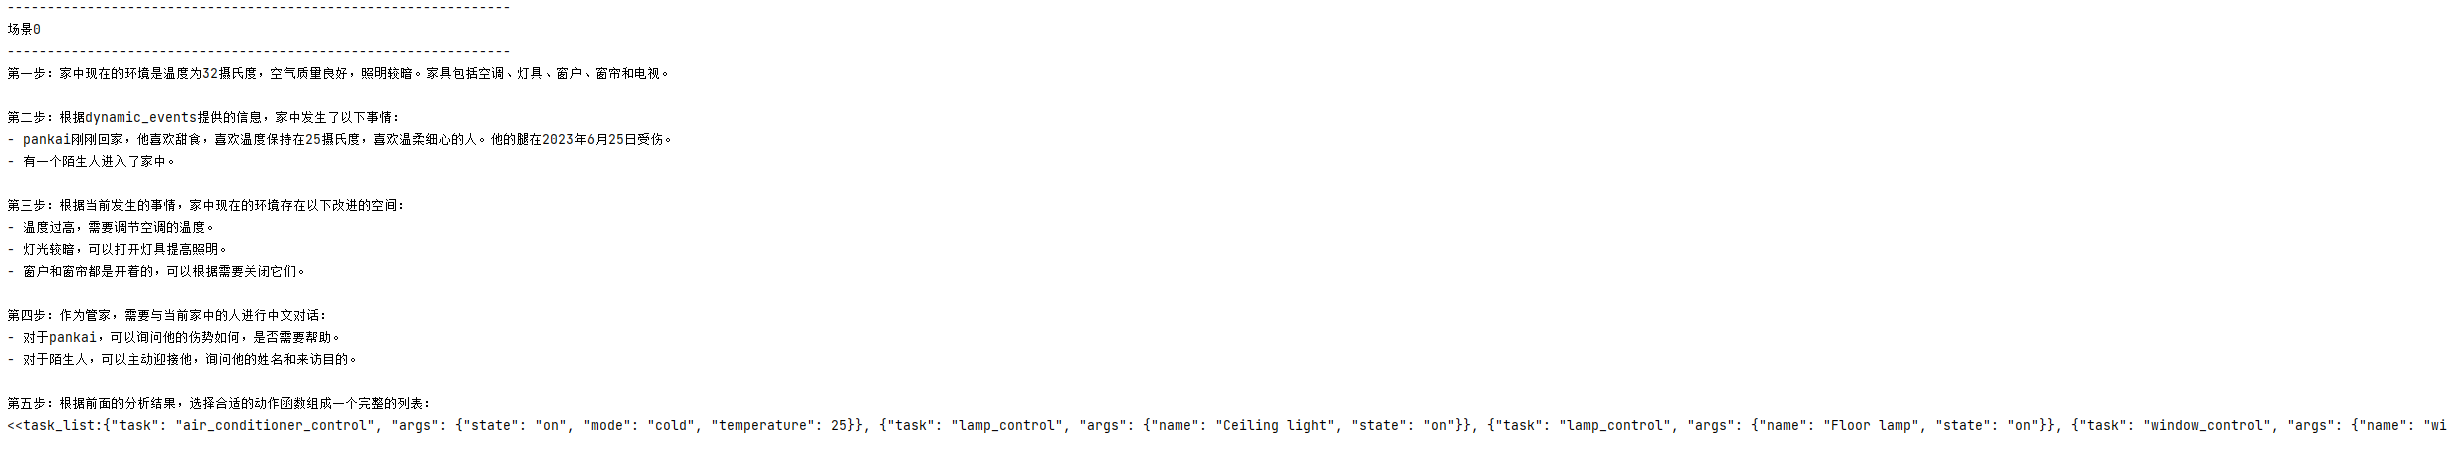 ----------------------------------------------------------------
场景0
----------------------------------------------------------------
第一步：家中现在的环境是温度为32摄氏度，空气质量良好，照明较暗。家具包括空调、灯具、窗户、窗帘和电视。
第二步：根据dynamic_events提供的信息，家中发生了以下事情：
- pankai刚刚回家，他喜欢甜食，喜欢温度保持在25摄氏度，喜欢温柔细心的人。他的腿在2023年6月25日受伤。
- 有一个陌生人进入了家中。
第三步：根据当前发生的事情，家中现在的环境存在以下改进的空间：
- 温度过高，需要调节空调的温度。
- 灯光较暗，可以打开灯具提高照明。
- 窗户和窗帘都是开着的，可以根据需要关闭它们。
第四步：作为管家，需要与当前家中的人进行中文对话：
- 对于pankai，可以询问他的伤势如何，是否需要帮助。
- 对于陌生人，可以主动迎接他，询问他的姓名和来访目的。
第五步：根据前面的分析结果，选择合适的动作函数组成一个完整的列表：
<<task_list:{"task": "air_conditioner_control", "args": {"state": "on", "mode": "cold", "temperature": 25}}, {"task": "lamp_control", "args": {"name": "Ceiling light", "state": "on"}}, {"task": "lamp_control", "args": {"name": "Floor lamp", "state": "on"}}, {"task": "window_control", "args": {"name": "wi